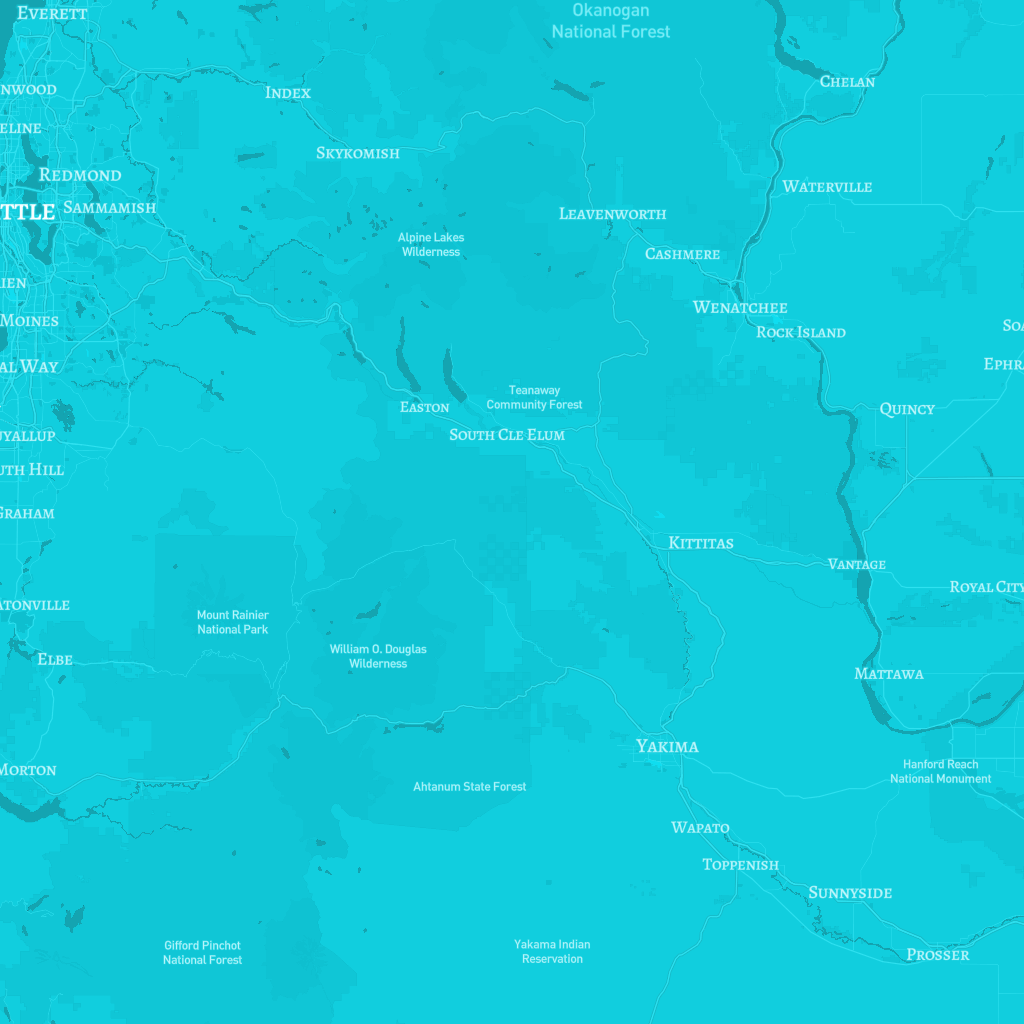 Okanogan
National Forest
Everett
Chelan
NWOOD
Index
ELINE
Skykomish
Redmond
Waterville
TTLE
Sammamish
Leavenworth
Alpine Lakes
Wilderness
Cashmere
IEN
Wenatchee
Moines
Rock Island
Soa
AL WAY
Ephra
Teanaway
Community Forest
Easton
Quincy
UYALLUP
South Cle Elum
UTH HILL
Graham
Kittitas
Vantage
Royal City
ATONVILLE
Mount Rainier
National Park
William O. Douglas
Wilderness
Elbe
Mattawa
Yakima
Hanford Reach
National Monument
Morton
Ahtanum State Forest
Wapato
Toppenish
Sunnyside
Gifford Pinchot
National Forest
Yakama Indian
Reservation
Prosser